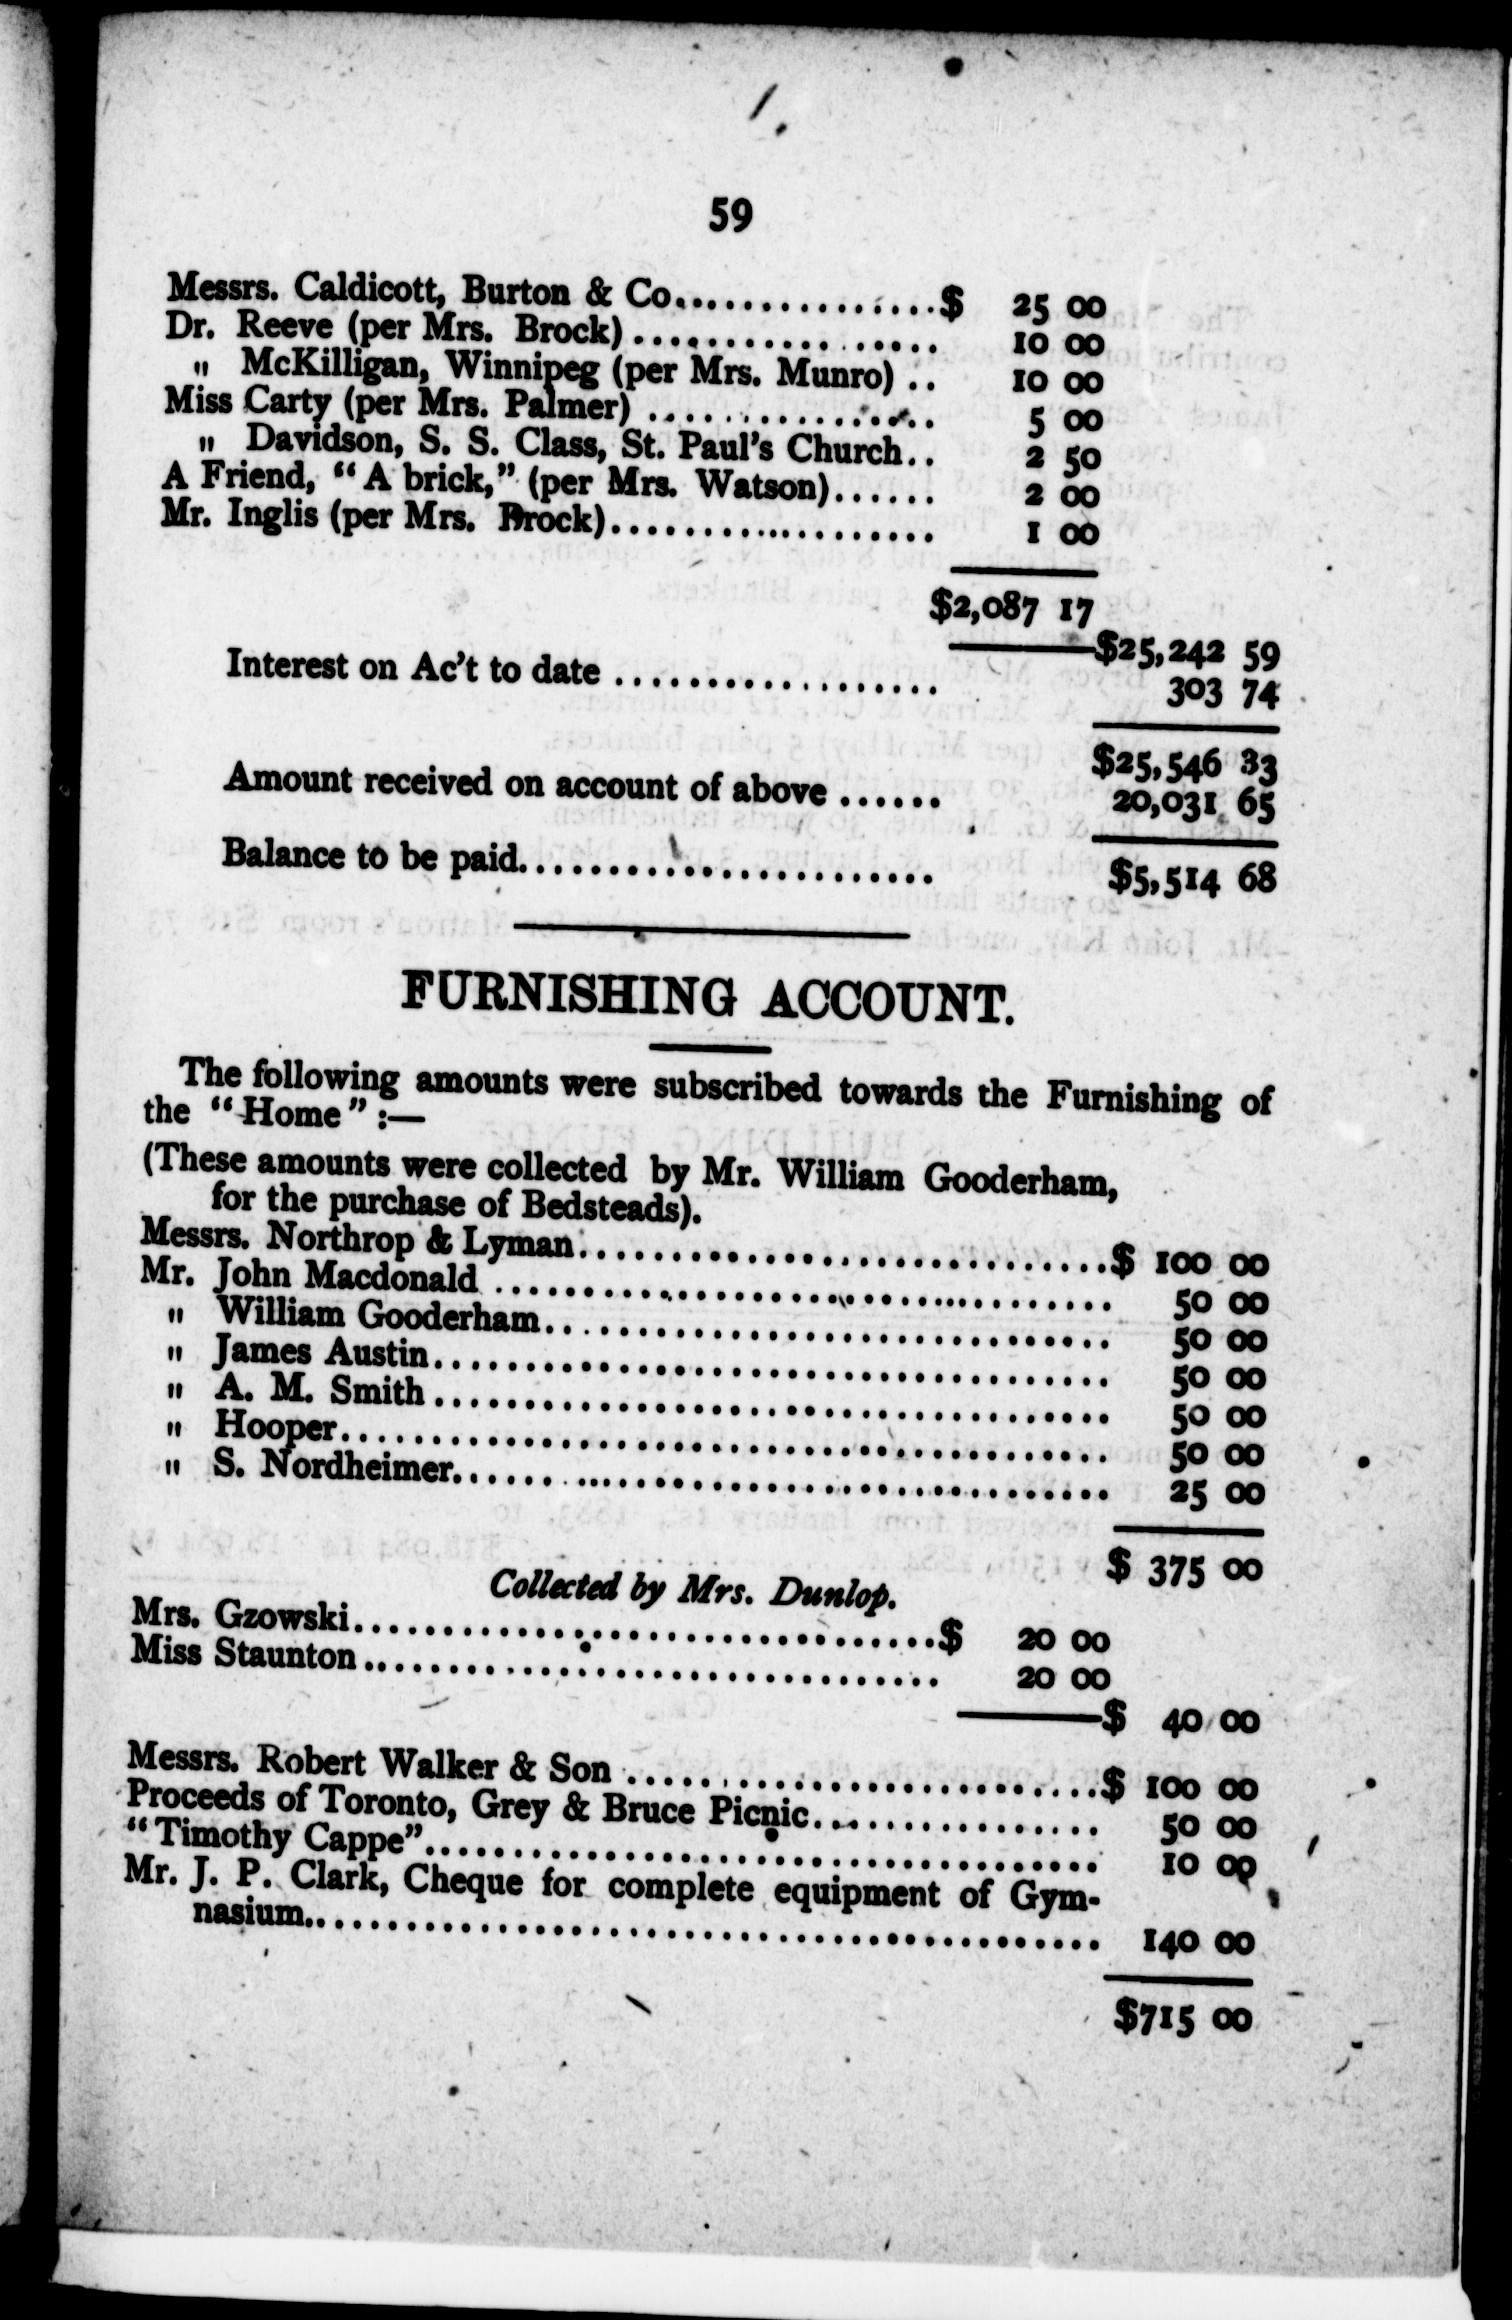 59
Messrs. Caldicott, Burton & Co................$ 25 00
Dr. Reeve (per Mrs. Brock).................. 10 00
" McKilligan, Winnipeg (per Mrs. Munro) .. 10 00
Miss Carty (per Mrs. Palmer) ................ 5 00
" Davidson, S. S. Class, St. Paul's Church.. 2 50
A Friend, "A brick," (per Mrs. Watson)...... 2 00
Mr. Inglis (per Mrs. Brock).................. 1 00
$2,087 17
$25,242 59
Interest on Ac't to date .................. 303 74
$25,546 33
Amount received on account of above ...... 20,031 65
Balance to be paid........................ $5,514 68
FURNISHING ACCOUNT.
The following amounts were subscribed towards the Furnishing of
the "Home":—
(These amounts were collected by Mr. William Gooderham,
for the purchase of Bedsteads).
Messrs. Northrop & Lyman..............................$ 100 00
Mr. John Macdonald .................................. 50 00
" William Gooderham................................ 50 00
" James Austin...................................... 50 00
" A. M. Smith...................................... 50 00
" Hooper.......................................... 50 00
" S. Nordheimer.................................... 25 00
$ 375 00
Collected by Mrs. Dunlop.
Mrs. Gzowski..................................$ 20 00
Miss Staunton.................................. 20 00
$ 40 00
Messrs. Robert Walker & Son ..........................$ 100 00
Proceeds of Toronto, Grey & Bruce Picnic................ 50 00
"Timothy Cappe"...................................... 10 00
Mr. J. P. Clark, Cheque for complete equipment of Gym-
nasium............................................ 140 00
$715 00